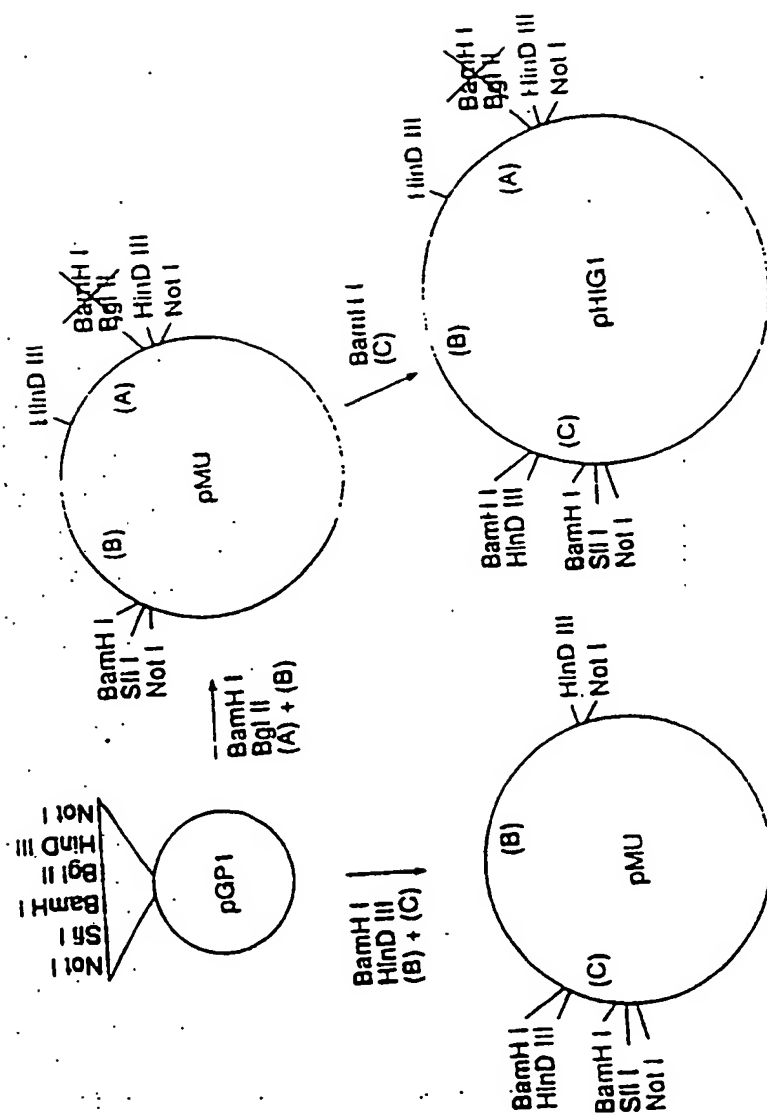 Not I
Sfi I
BamH I
Bgl II
HinD III
Not I
pGP1
BamH I
Bgl II
(A) + (B)
BamH I
Sfi I
Not I
(B)
pMU
(A)
HinD III
BamH I
Bgl II
HinD III
Not I
BamH I
HinD III
(B) + (C)
BamH I
(C)
BamH I
HinD III
BamH I
Sfi I
Not I
(C)
(B)
pMU
HinD III
Not I
BamH I
HinD III
BamH I
Sfi I
Not I
(C)
(B)
pHIG1
(A)
HinD III
BamH I
Bgl II
HinD III
Not I